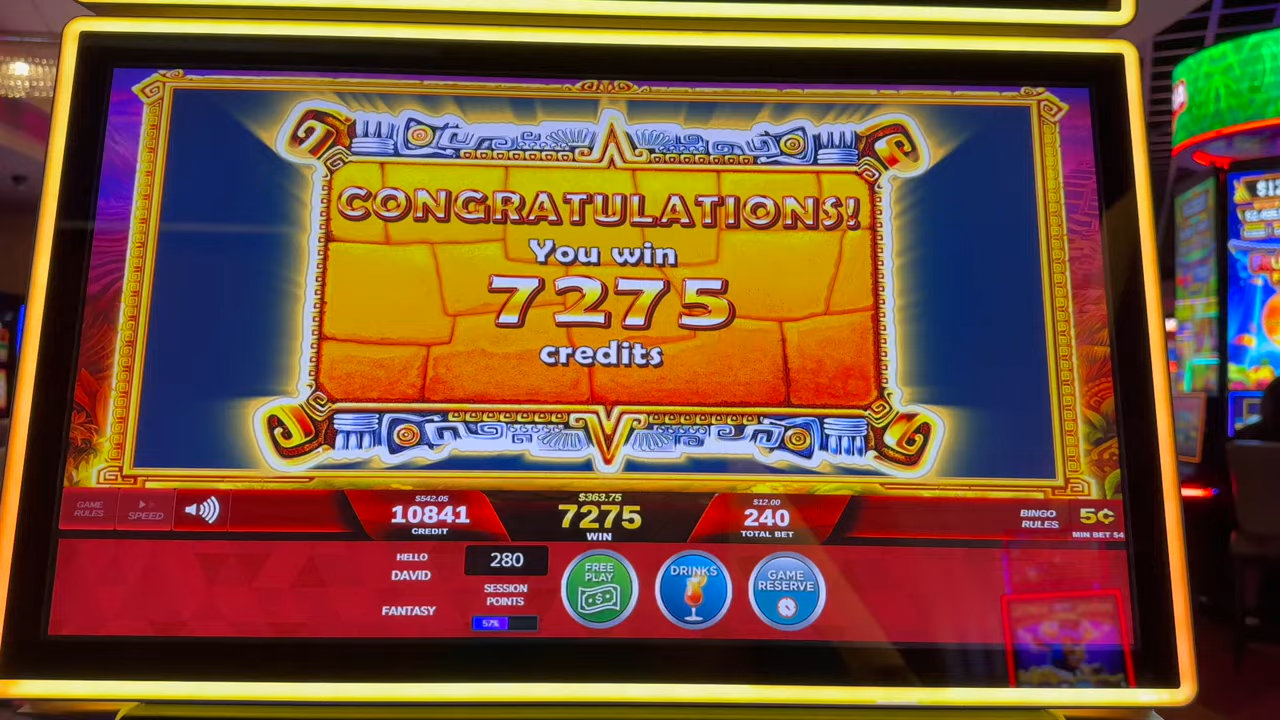 CONGRATULATIONS!
You win
7275
credits
GAME RULES
SPEED
$542.05
10841
CREDIT
$363.75
7275
WIN
$12.00
240
TOTAL BET
BINGO RULES
5¢
HELLO
DAVID
FANTASY
280
SESSION POINTS
57%
FREE PLAY
$
DRINKS
GAME RESERVE